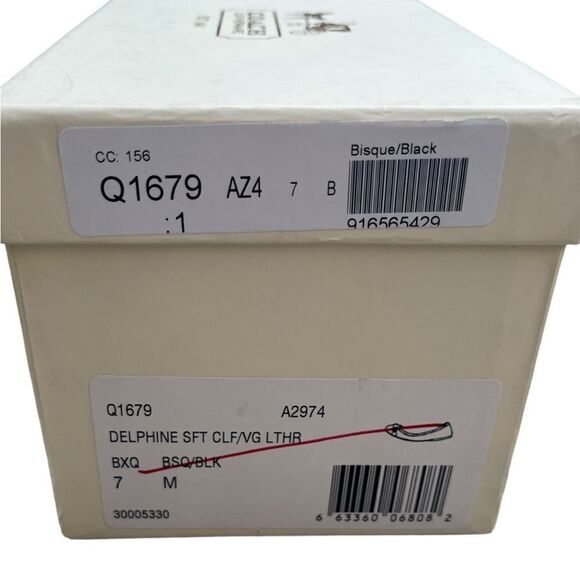 COACH
CC: 156
Bisque/Black
Q1679 AZ4 7 B
:1
916565429
Q1679 A2974
DELPHINE SFT CLF/VG LTHR
BXQ BSQ/BLK
7 M
30005330
6 63360 06808 2